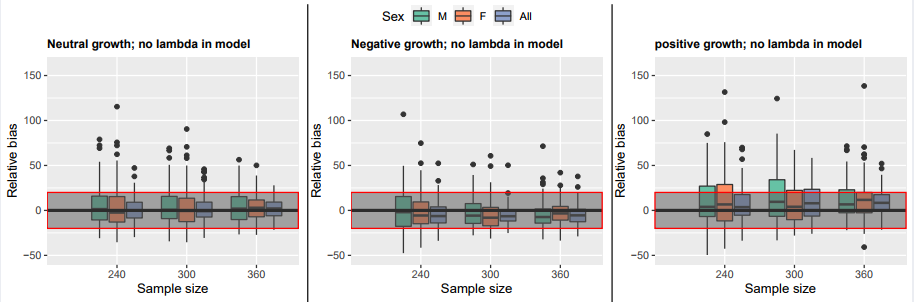 Sex M F All
Neutral growth; no lambda in model
Relative bias
150
100
50
0
−50
240 300 360
Sample size
Negative growth; no lambda in model
Relative bias
150
100
50
0
−50
240 300 360
Sample size
positive growth; no lambda in model
Relative bias
150
100
50
0
−50
240 300 360
Sample size